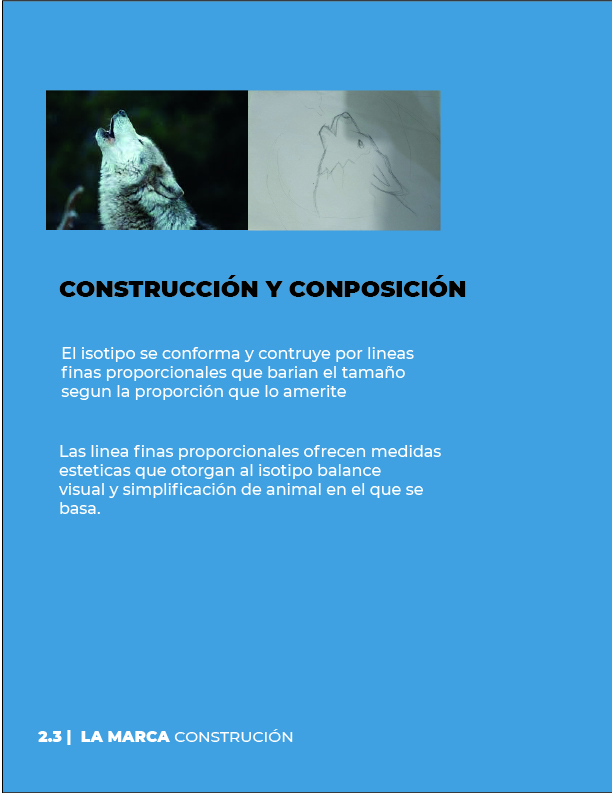 CONSTRUCCIÓN Y CONPOSICIÓN
El isotipo se conforma y contruye por lineas
finas proporcionales que barian el tamaño
segun la proporción que lo amerite
Las linea finas proporcionales ofrecen medidas
esteticas que otorgan al isotipo balance
visual y simplificación de animal en el que se
basa.
2.3 | LA MARCA CONSTRUCIÓN